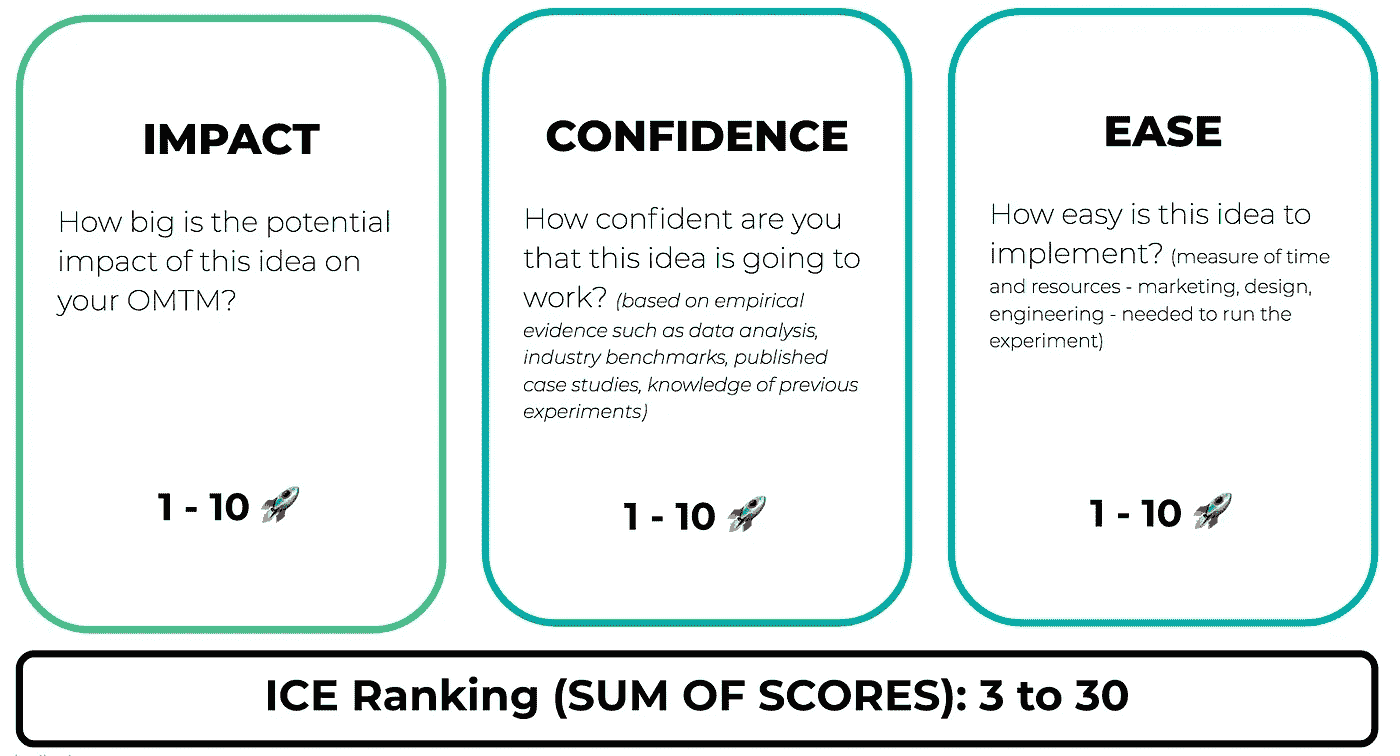 IMPACT
How big is the potential
impact of this idea on
your OMTM?
1 - 10
CONFIDENCE
How confident are you
that this idea is going to
work? (based on empirical
evidence such as data analysis,
industry benchmarks, published
case studies, knowledge of previous
experiments)
1 - 10
EASE
How easy is this idea to
implement? (measure of time
and resources - marketing, design,
engineering - needed to run the
experiment)
1 - 10
ICE Ranking (SUM OF SCORES): 3 to 30